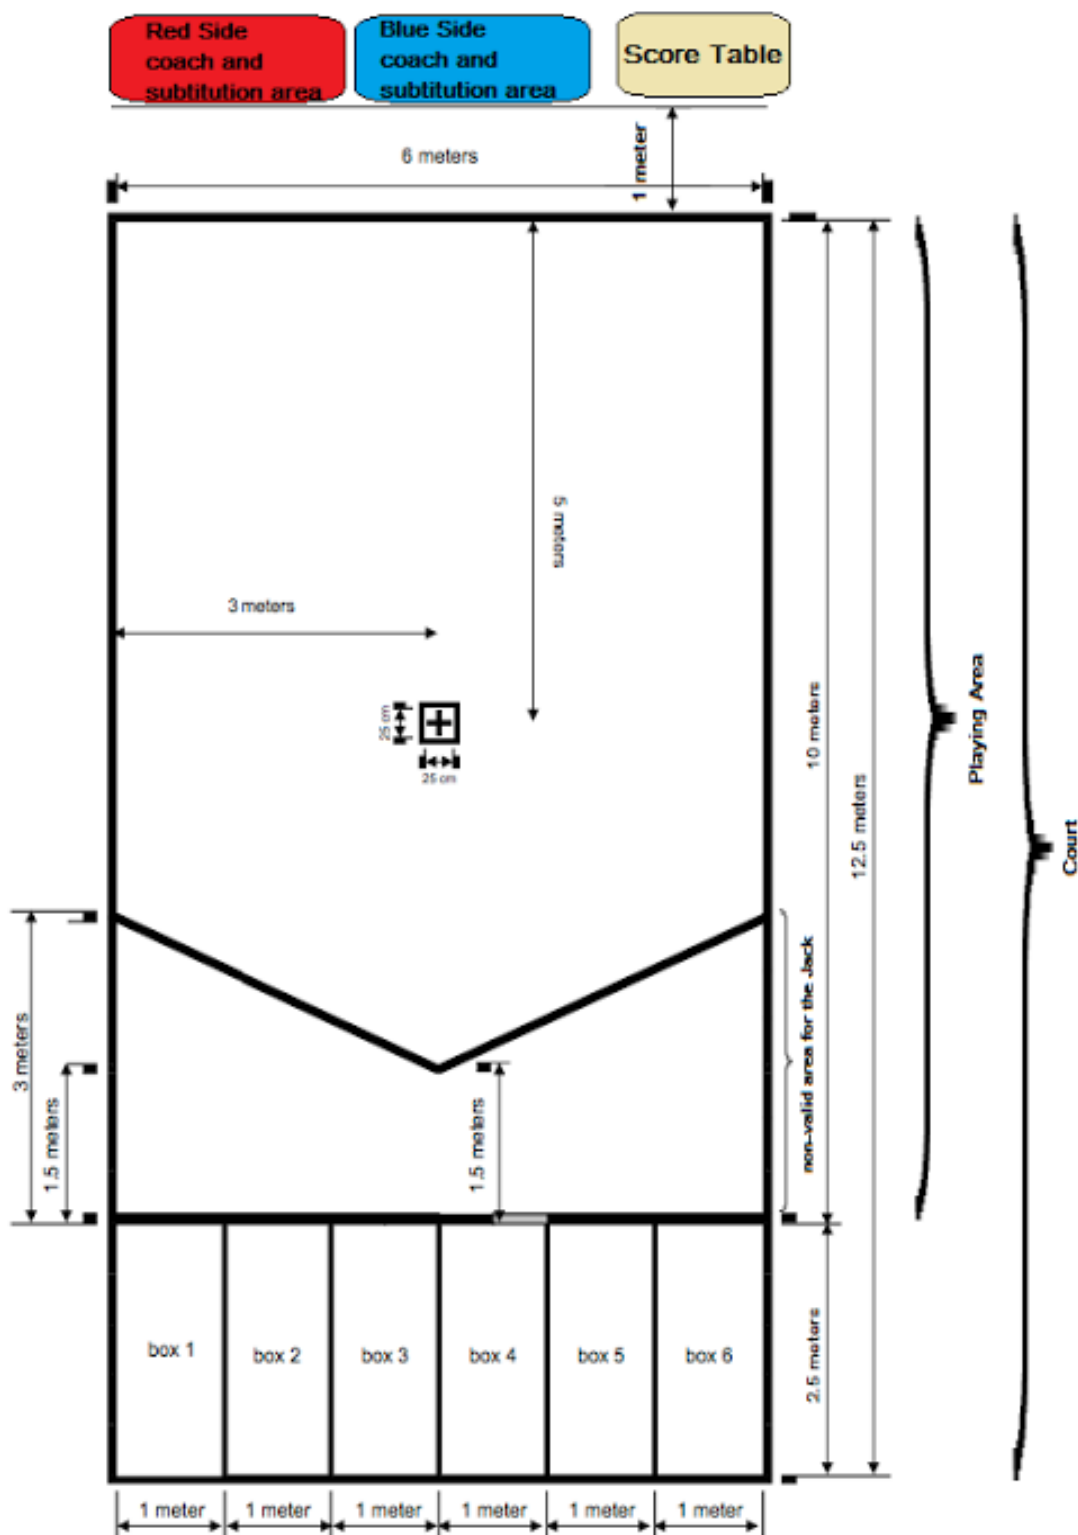 Red Side
coach and
subtitution area
Blue Side
coach and
subtitution area
Score Table
6 meters
1 meter
5 meters
3 meters
25 cm
25 cm
10 meters
12.5 meters
Playing Area
Court
3 meters
1.5 meters
1.5 meters
non-valid area for the Jack
2.5 meters
box 1
box 2
box 3
box 4
box 5
box 6
1 meter
1 meter
1 meter
1 meter
1 meter
1 meter